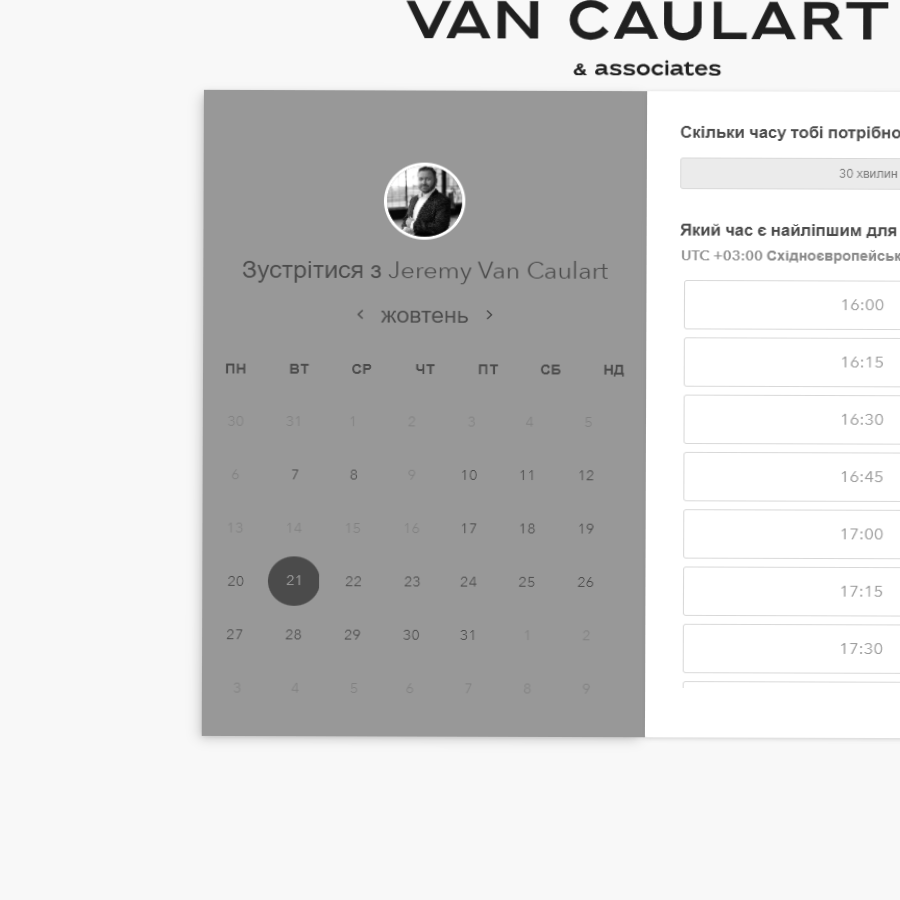 VAN CAULART
& associates
Зустрітися з Jeremy Van Caulart
жовтень
ПН ВТ СР ЧТ ПТ СБ НД
30 31 1 2 3 4 5
6 7 8 9 10 11 12
13 14 15 16 17 18 19
20 21 22 23 24 25 26
27 28 29 30 31 1 2
3 4 5 6 7 8 9
Скільки часу тобі потрібно
30 хвилин
Який час є найліпшим для
UTC +03:00
16:00
16:15
16:30
16:45
17:00
17:15
17:30